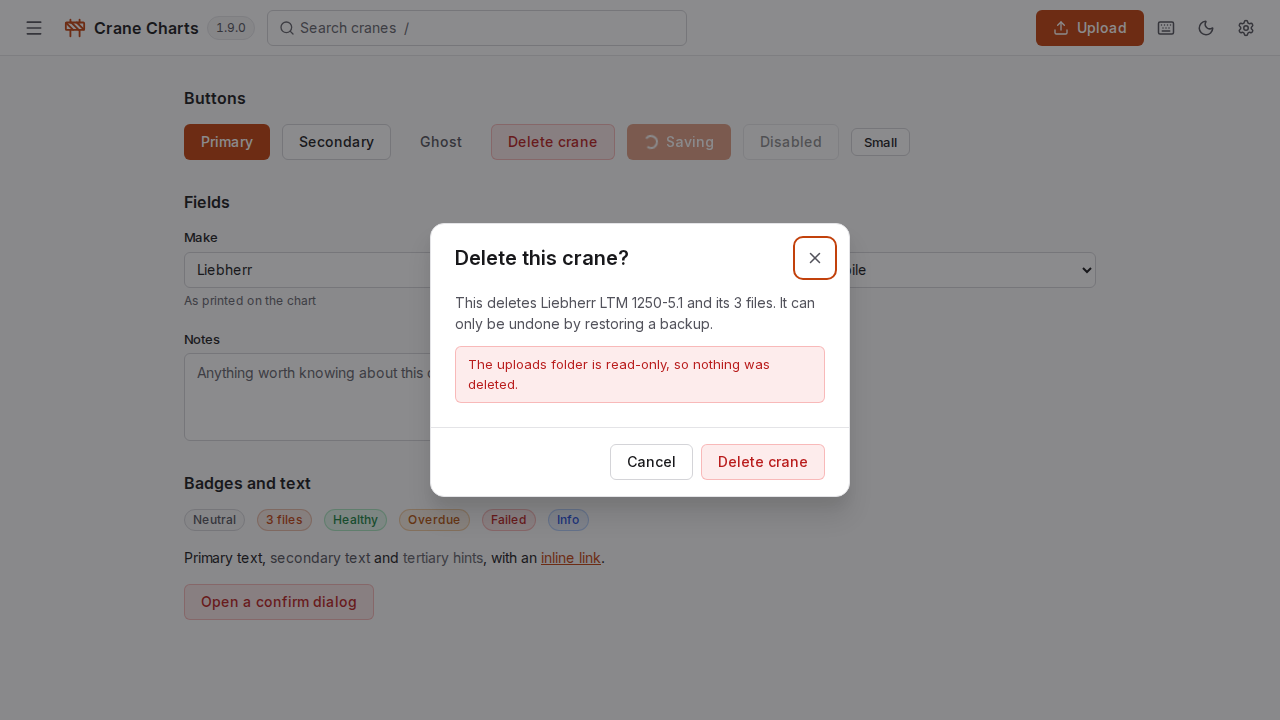 Crane Charts 1.9.0 Search cranes / Upload
Buttons
Primary Secondary Ghost Delete crane Saving Disabled Small
Fields
Make
Liebherr
As printed on the chart
Notes
Anything worth knowing about this
Delete this crane?
This deletes Liebherr LTM 1250-5.1 and its 3 files. It can
only be undone by restoring a backup.
The uploads folder is read-only, so nothing was
deleted.
Cancel Delete crane
Badges and text
Neutral 3 files Healthy Overdue Failed Info
Primary text, secondary text and tertiary hints, with an inline link.
Open a confirm dialog